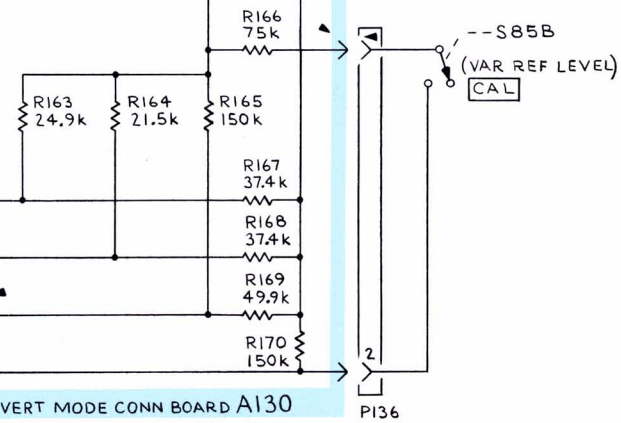 R166
75k
--S85B
(VAR REF LEVEL)
CAL
R163
24.9k
R164
21.5k
R165
150k
R167
37.4k
R168
37.4k
R169
49.9k
R170
150k
2
VERT MODE CONN BOARD A130
P136